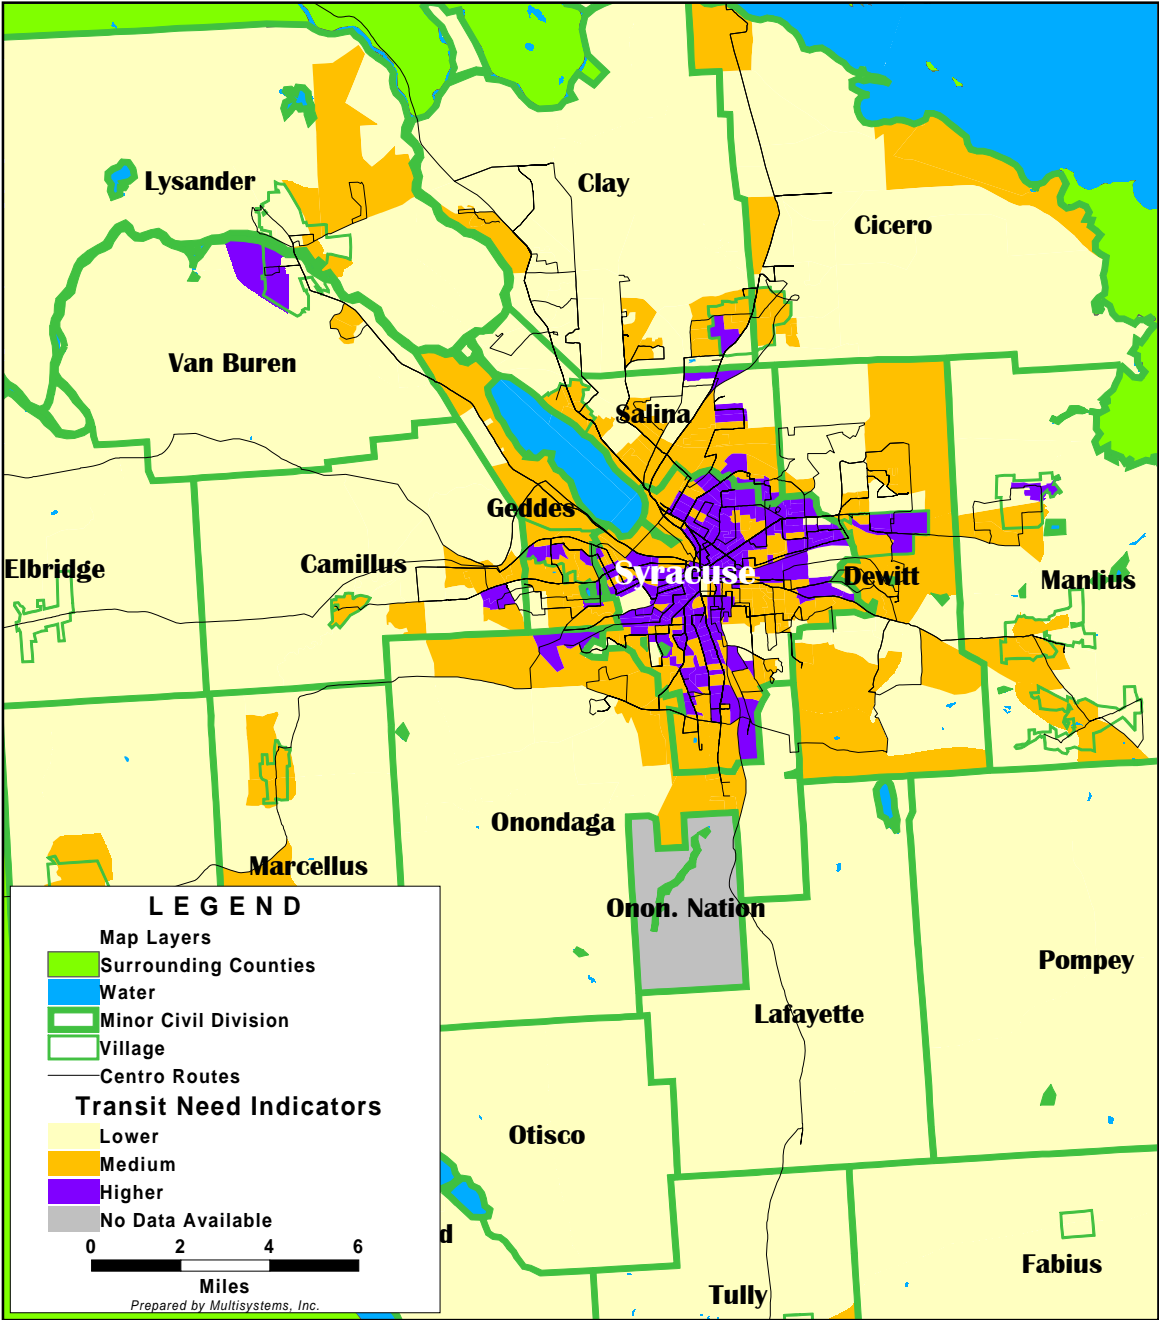 Lysander
Clay
Cicero
Van Buren
Salina
Geddes
Elbridge
Camillus
Syracuse
Dewitt
Manlius
Onondaga
Marcellus
Onon. Nation
Pompey
Lafayette
Otisco
d
Fabius
Tully
LEGEND
Map Layers
Surrounding Counties
Water
Minor Civil Division
Village
Centro Routes
Transit Need Indicators
Lower
Medium
Higher
No Data Available
0 2 4 6
Miles
Prepared by Multisystems, Inc.